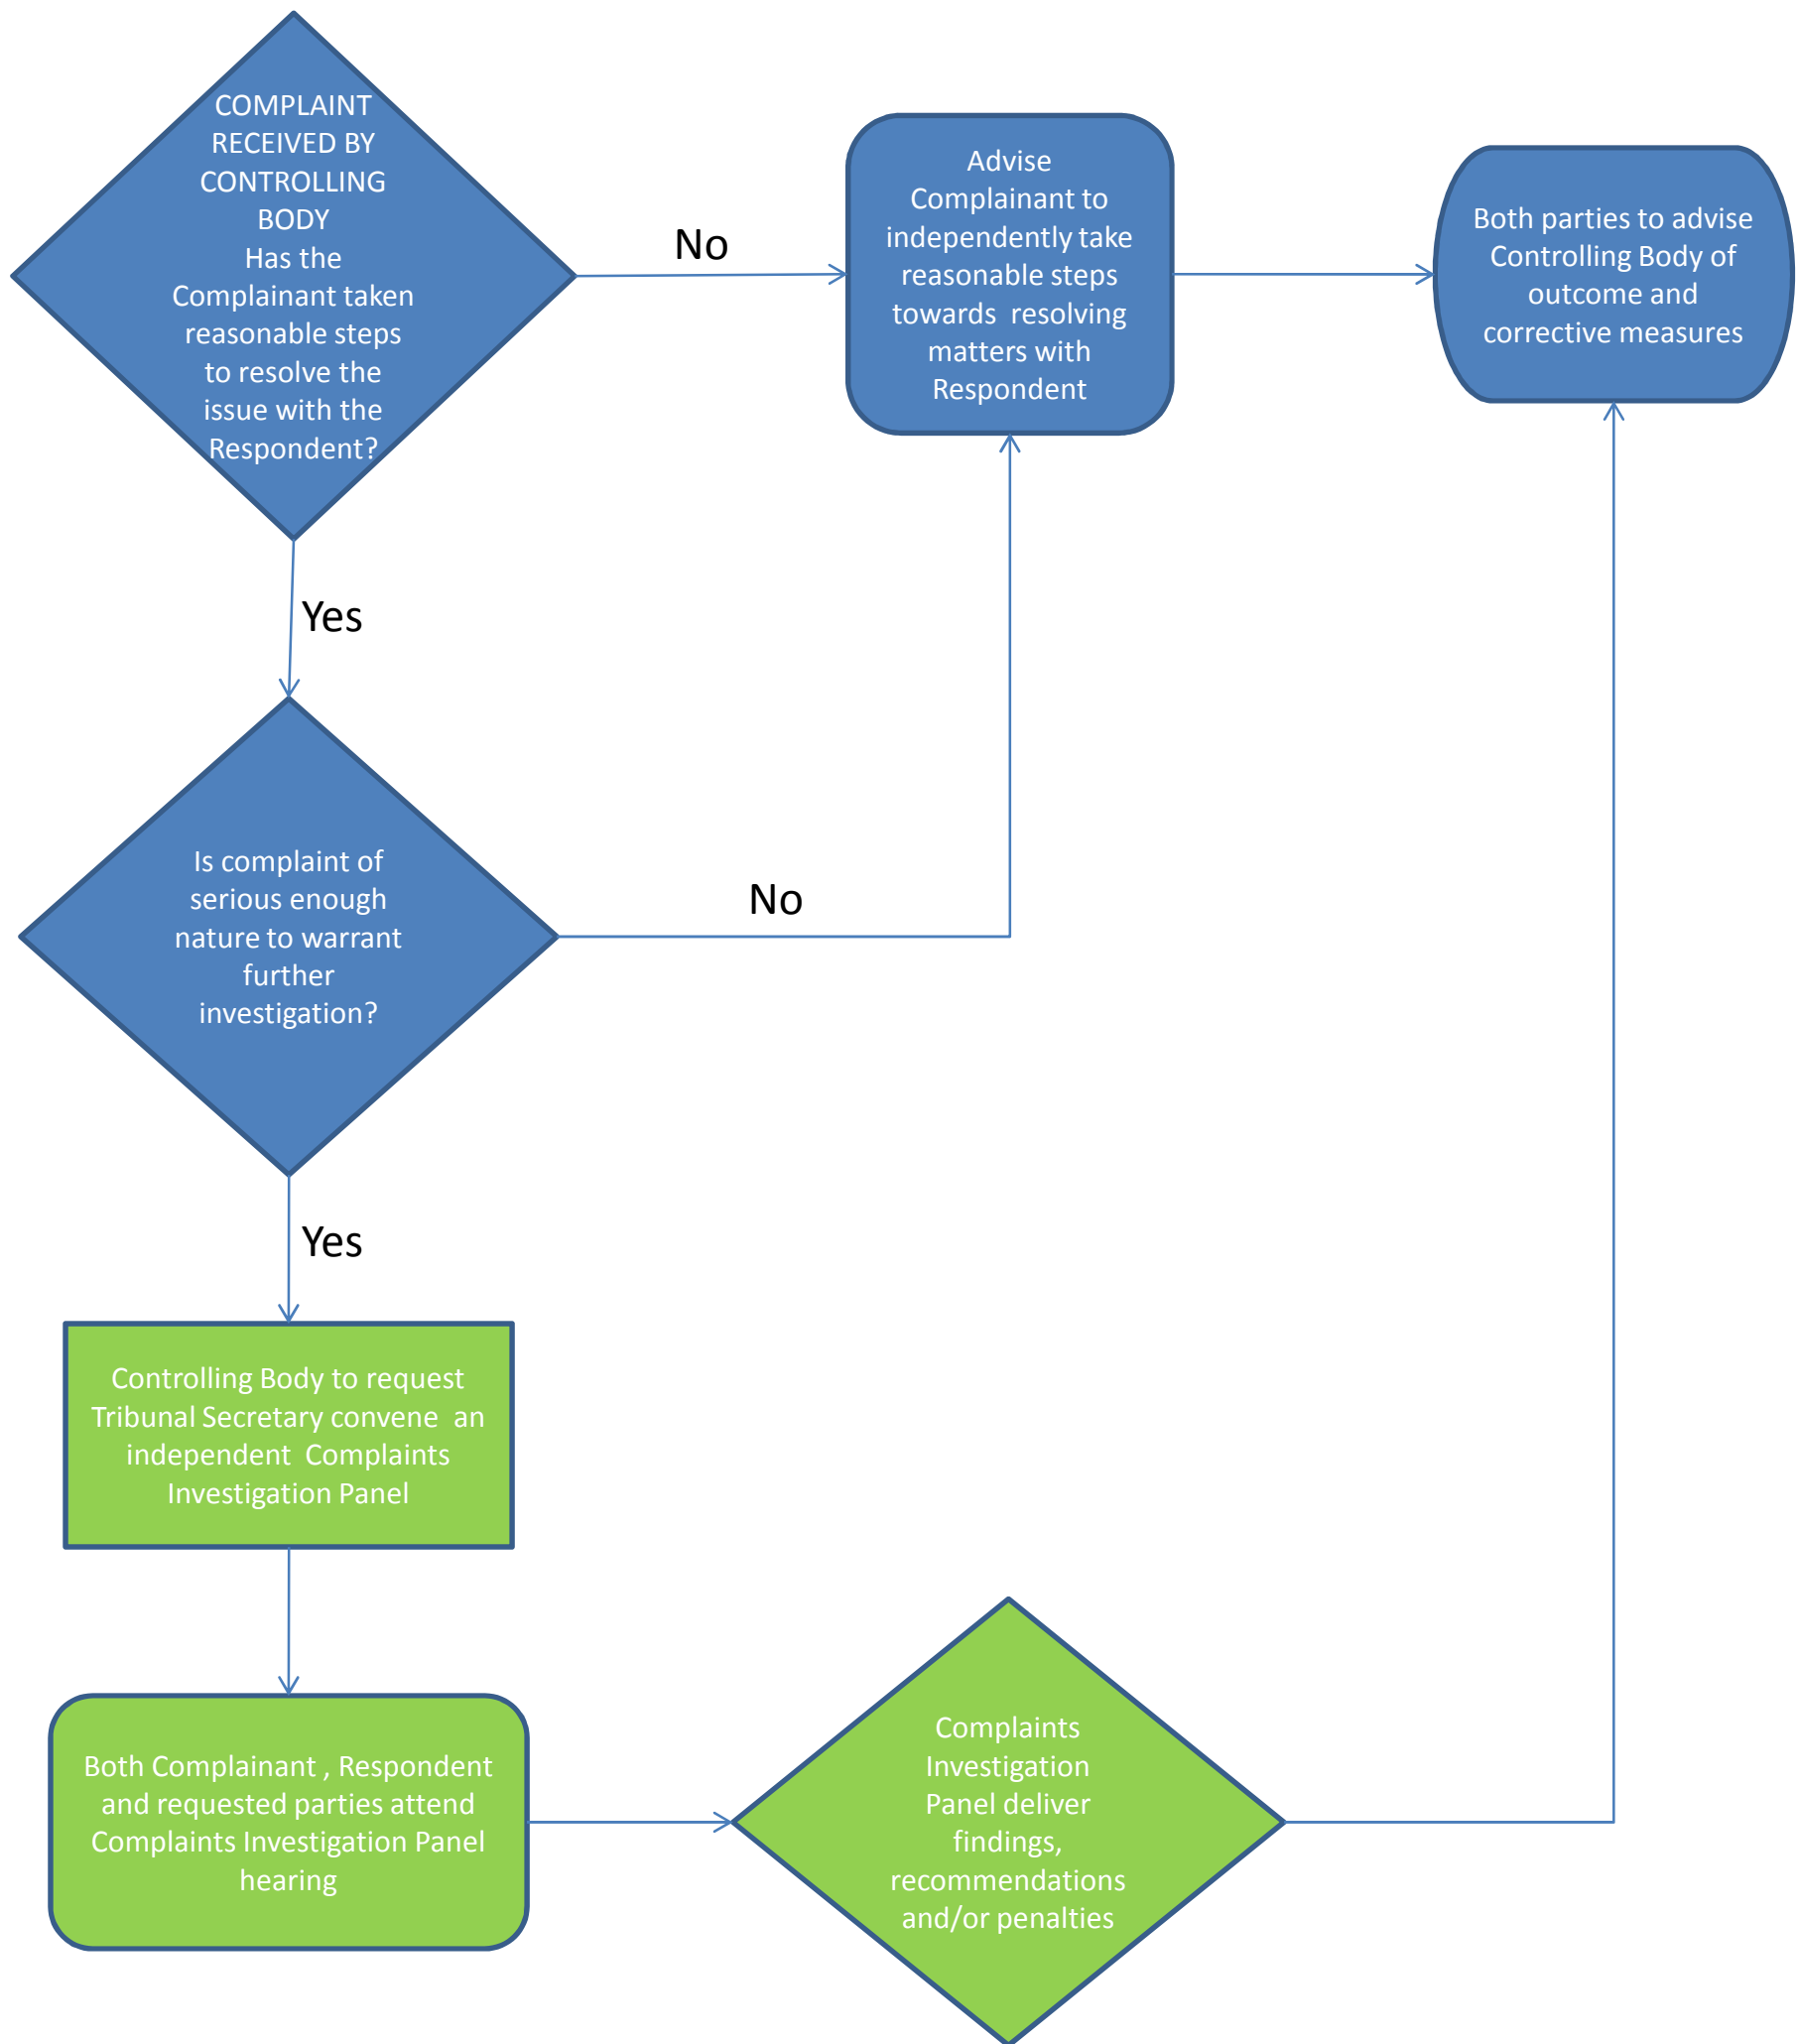 COMPLAINT
RECEIVED BY
CONTROLLING
BODY
Has the
Complainant taken
reasonable steps
to resolve the
issue with the
Respondent?
No
Advise
Complainant to
independently take
reasonable steps
towards  resolving
matters with
Respondent
Both parties to advise
Controlling Body of
outcome and
corrective measures
Yes
Is complaint of
serious enough
nature to warrant
further
investigation?
No
Yes
Controlling Body to request
Tribunal Secretary convene  an
independent  Complaints
Investigation Panel
Both Complainant , Respondent
and requested parties attend
Complaints Investigation Panel
hearing
Complaints
Investigation
Panel deliver
findings,
recommendations
and/or penalties